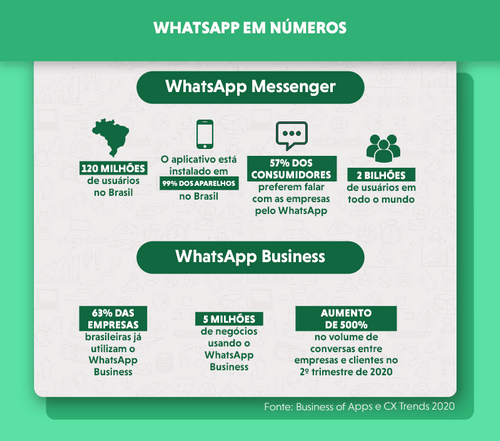 WHATSAPP EM NÚMEROS
WhatsApp Messenger
120 MILHÕES
de usuários
no Brasil
O aplicativo está
instalado em
99% DOS APARELHOS
no Brasil
57% DOS
CONSUMIDORES
preferem falar
com as empresas
pelo WhatsApp
2 BILHÕES
de usuários em
todo o mundo
WhatsApp Business
63% DAS
EMPRESAS
brasileiras já
utilizam o
WhatsApp
Business
5 MILHÕES
de negócios
usando o
WhatsApp
Business
AUMENTO
DE 500%
no volume de
conversas entre
empresas e clientes no
2º trimestre de 2020
Fonte: Business of Apps e CX Trends 2020